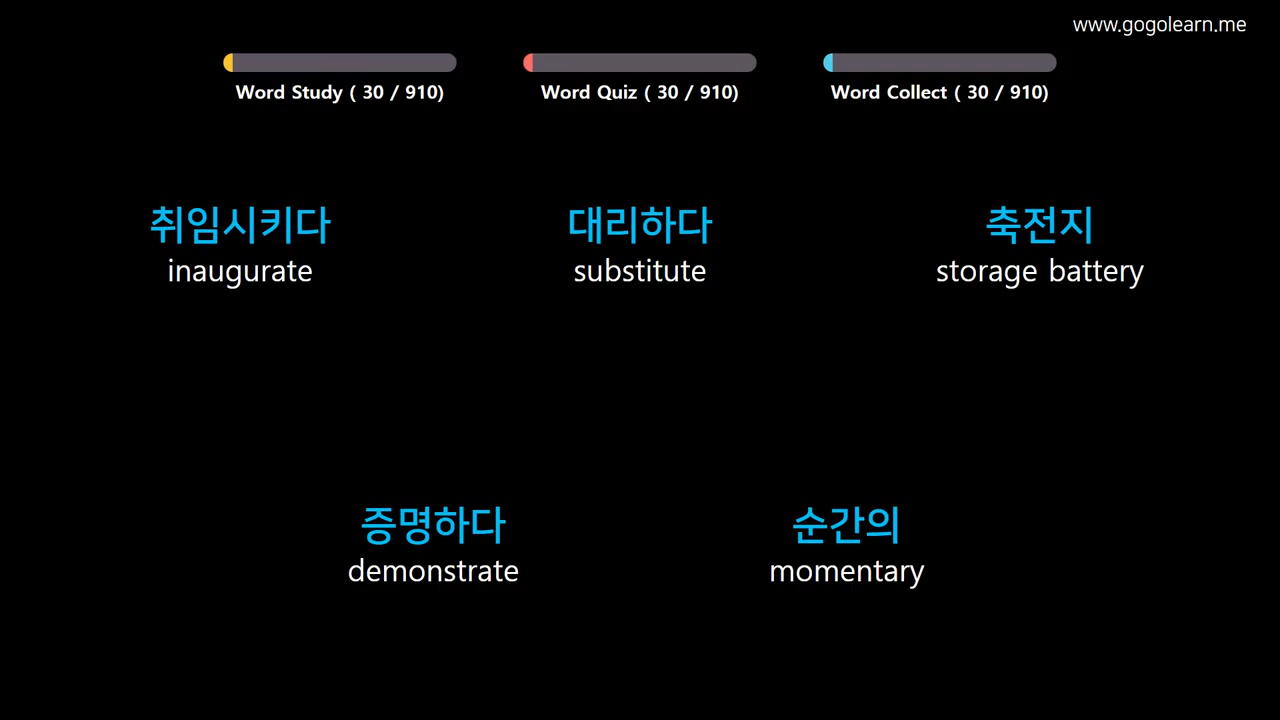 www.gogolearn.me
Word Study ( 30 / 910)
Word Quiz ( 30 / 910)
Word Collect ( 30 / 910)
취임시키다
inaugurate
대리하다
substitute
축전지
storage battery
증명하다
demonstrate
순간의
momentary